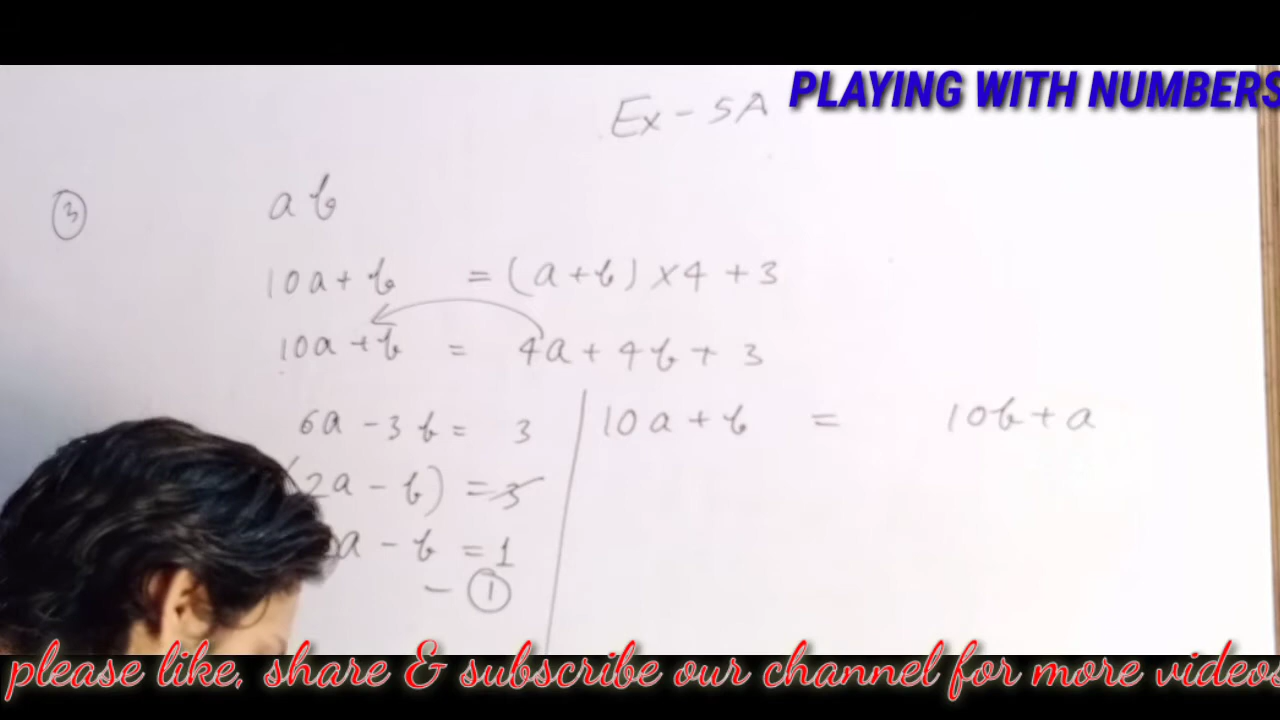 PLAYING WITH NUMBERS
Ex - 5A
③ ab
10a + b = (a + b) × 4 + 3
10a + b = 4a + 4b + 3
6a - 3b = 3
10a + b = 10b + a
(2a - b) = 3
a - b = 1
- ①
please like, share & subscribe our channel for more videos